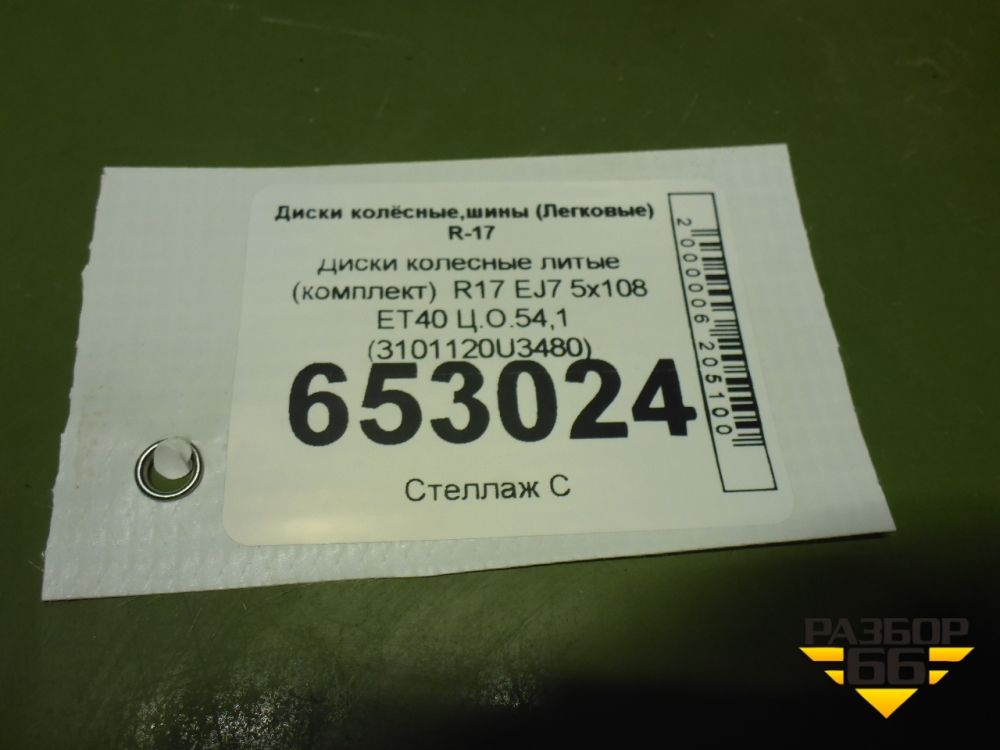 Диски колёсные,шины (Легковые)
R-17
Диски колесные литые
(комплект) R17 EJ7 5x108
ET40 Ц.О.54,1
(3101120U3480)
653024
Стеллаж С
2000006205100
РАЗБОР
66